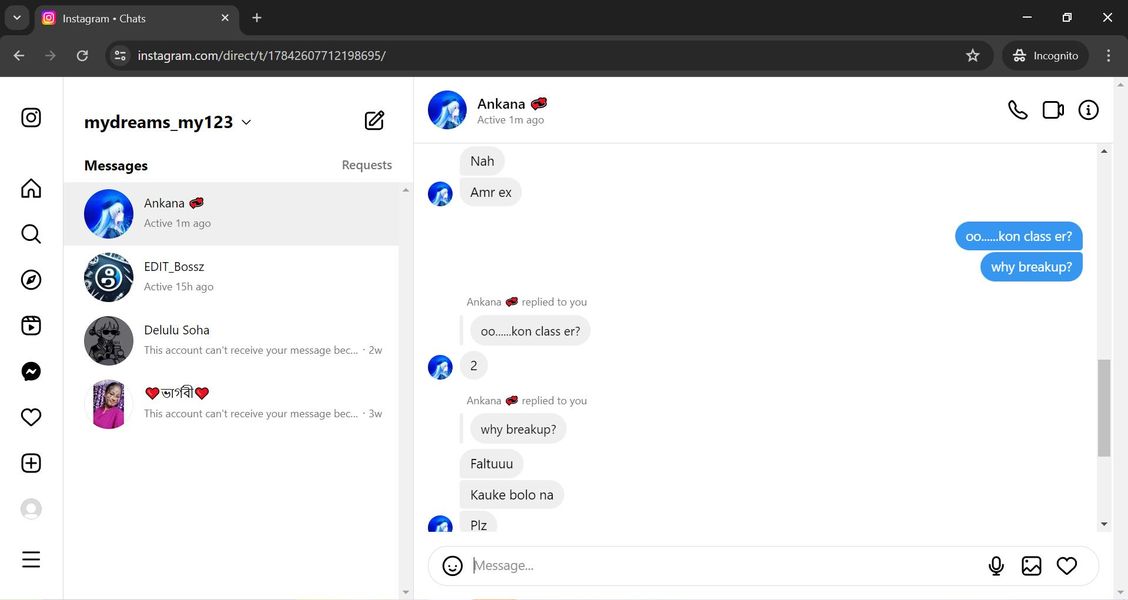 Instagram • Chats
instagram.com/direct/t/17842607712198695/
Incognito
mydreams_my123
Messages
Requests
Ankana
Active 1m ago
EDIT_Bossz
Active 15h ago
Delulu Soha
This account can't receive your message bec... · 2w
❤️ভাগবী❤️
This account can't receive your message bec... · 3w
Ankana
Active 1m ago
Nah
Amr ex
oo......kon class er?
why breakup?
Ankana replied to you
oo......kon class er?
2
Ankana replied to you
why breakup?
Faltuuu
Kauke bolo na
Plz
Message...